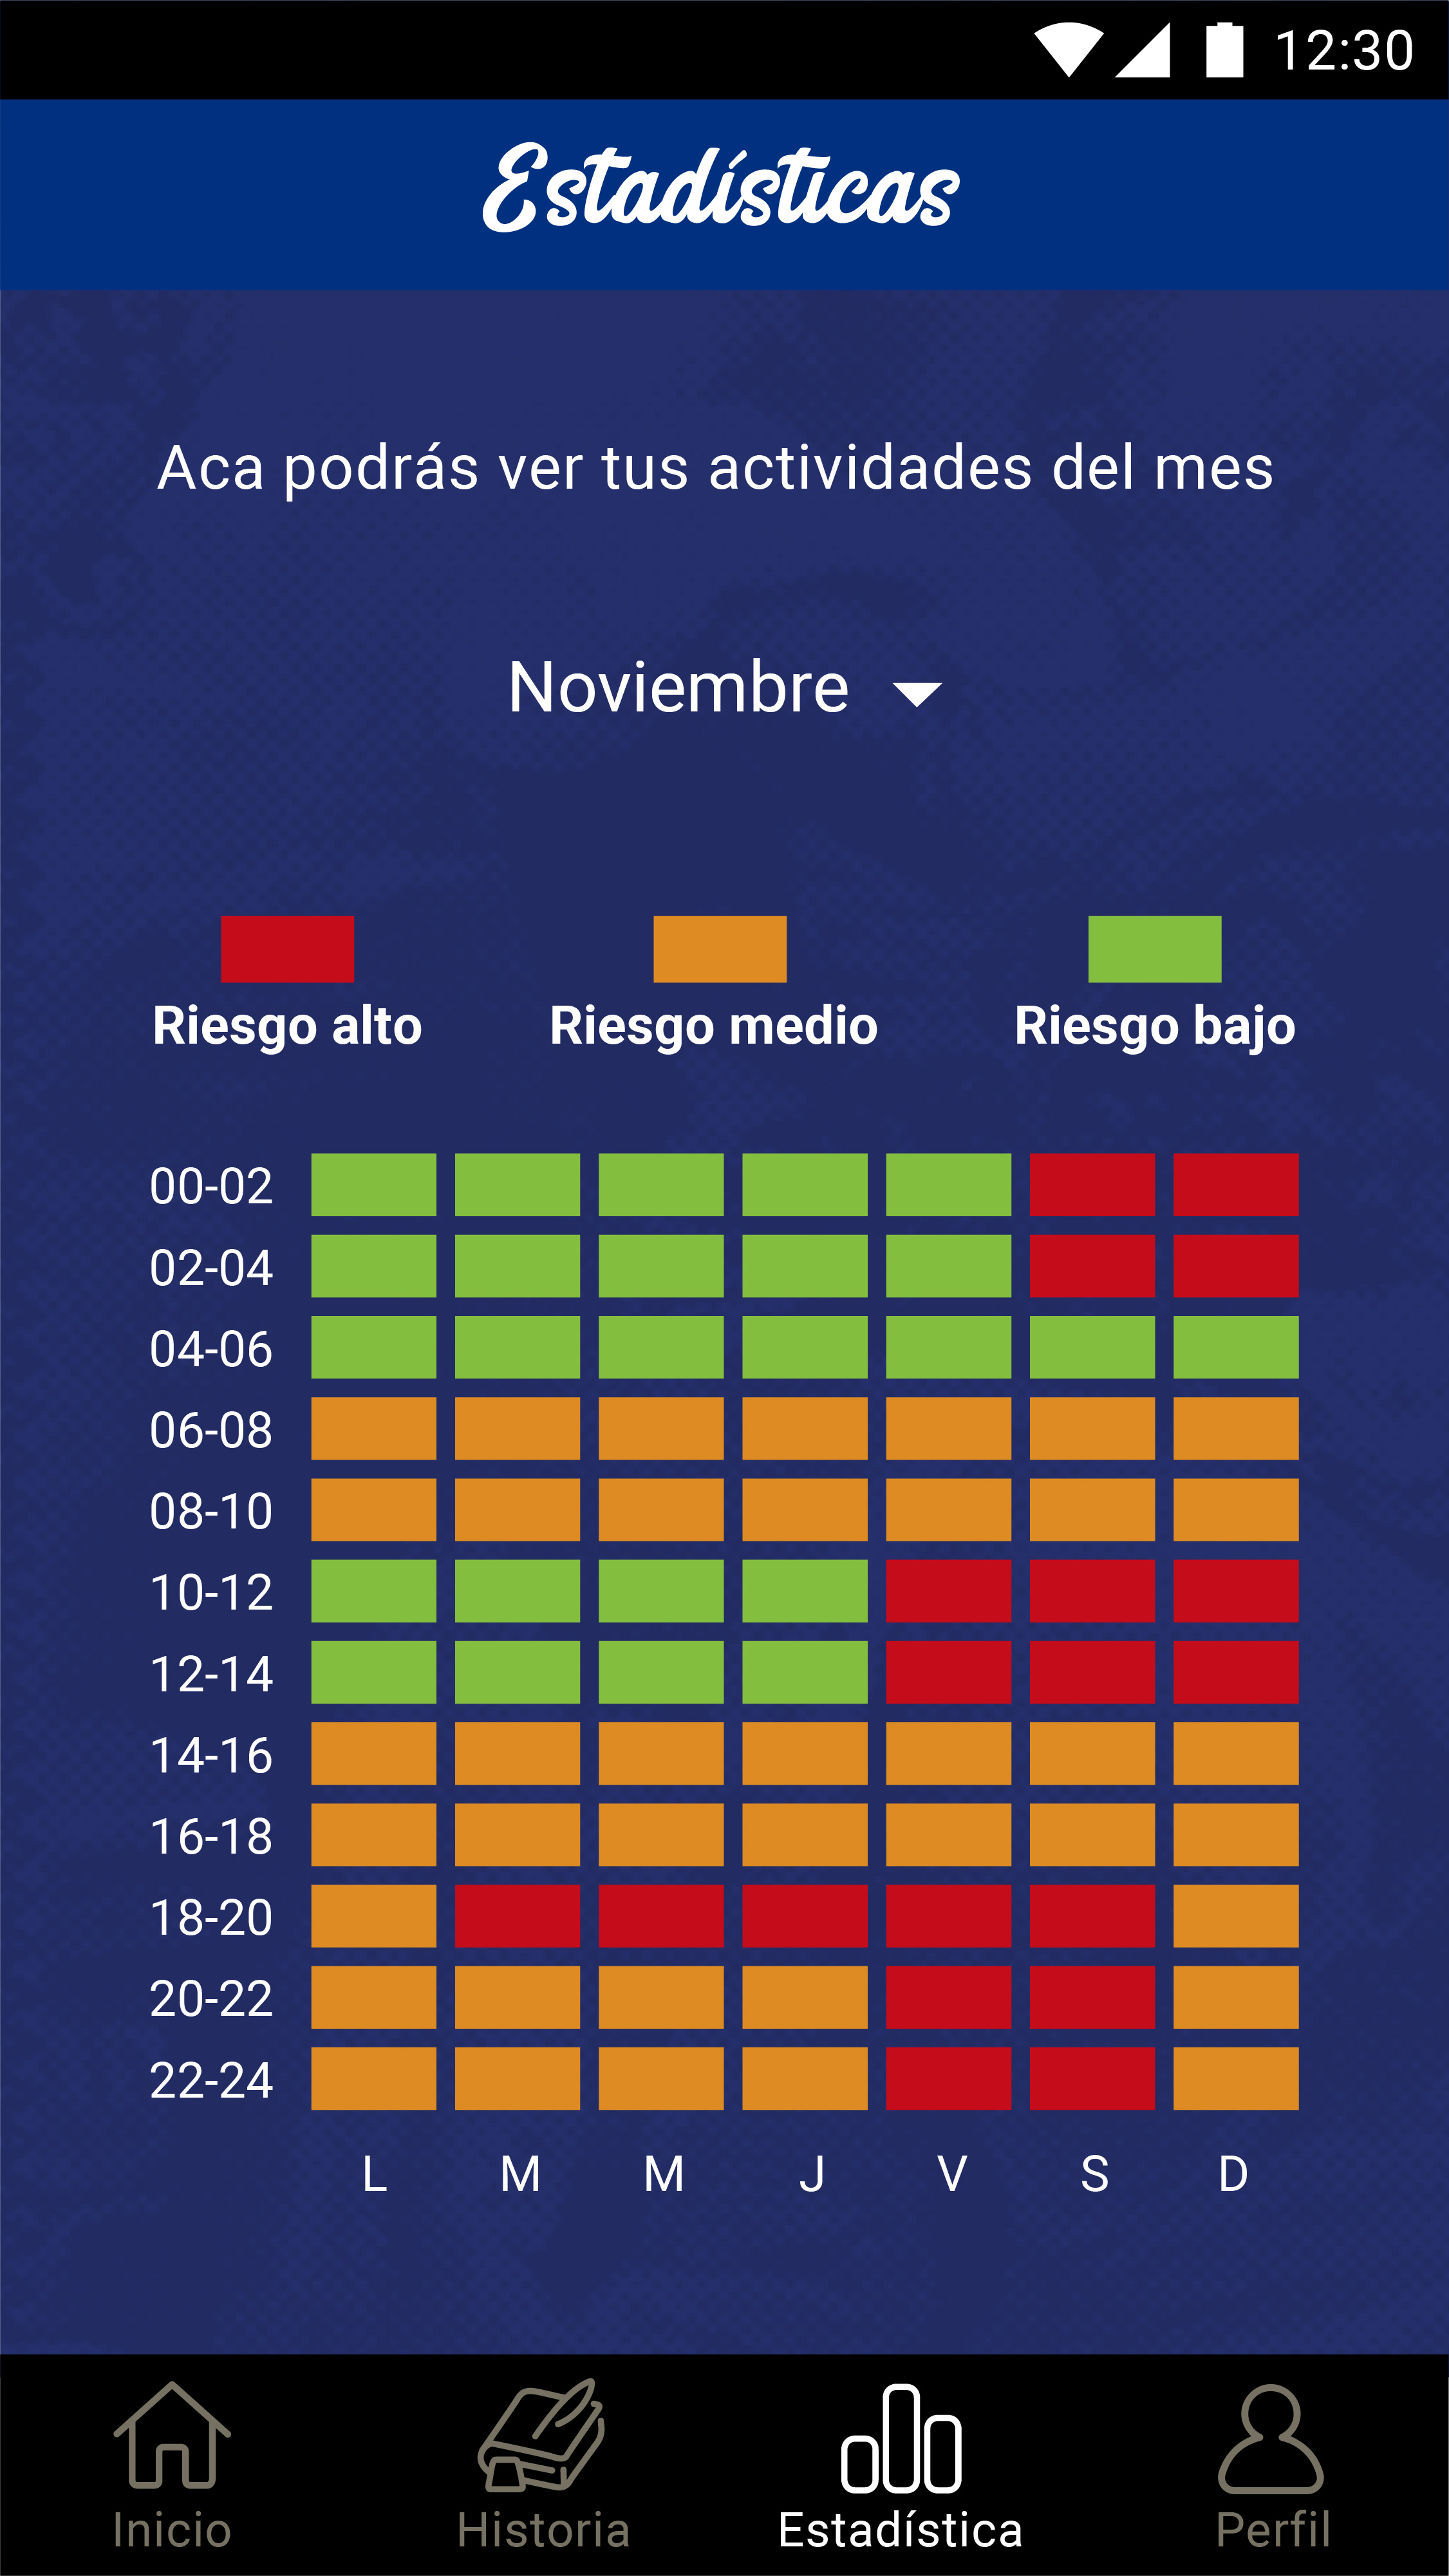 12:30
Estadísticas
Aca podrás ver tus actividades del mes
Noviembre
Riesgo alto Riesgo medio Riesgo bajo
00-02
02-04
04-06
06-08
08-10
10-12
12-14
14-16
16-18
18-20
20-22
22-24
L M M J V S D
Inicio Historia Estadística Perfil